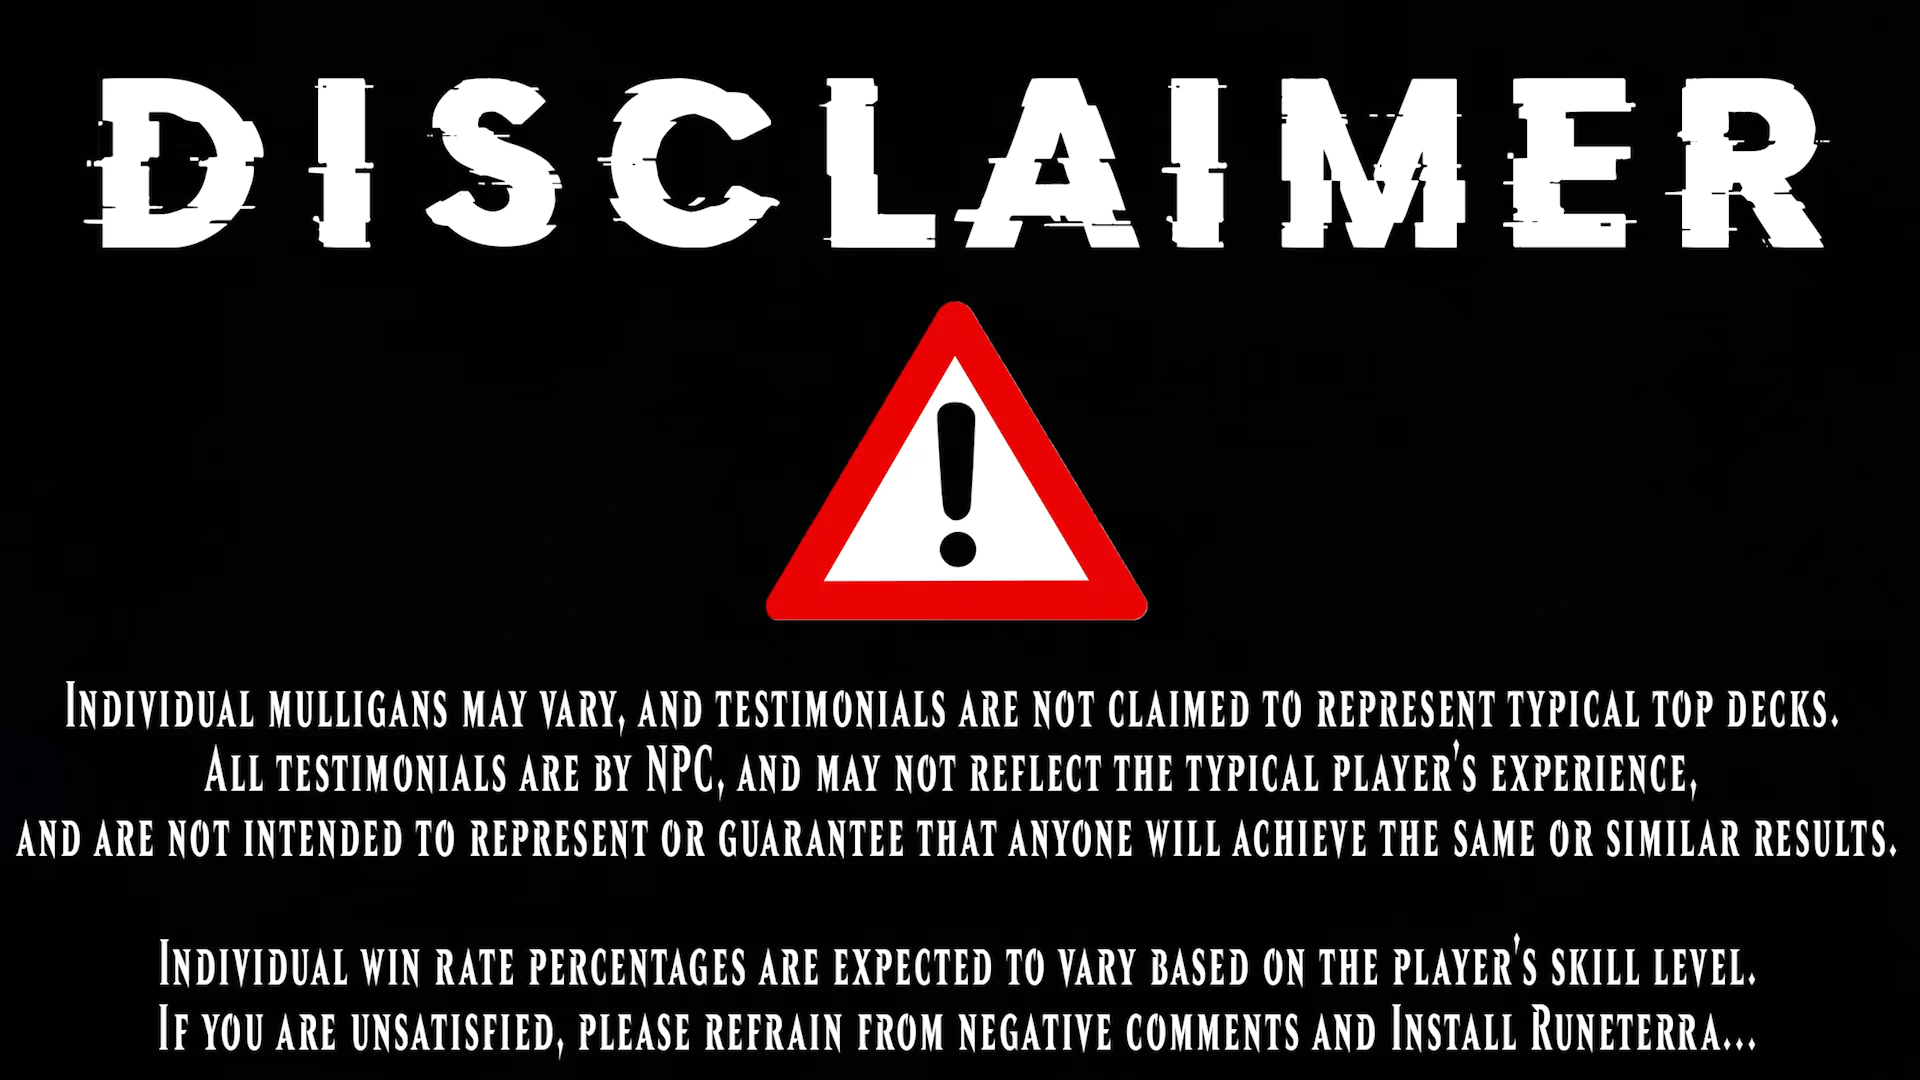 DISCLAIMER
Individual mulligans may vary, and testimonials are not claimed to represent typical top decks.
All testimonials are by NPC, and may not reflect the typical player's experience,
and are not intended to represent or guarantee that anyone will achieve the same or similar results.
Individual win rate percentages are expected to vary based on the player's skill level.
If you are unsatisfied, please refrain from negative comments and Install Runeterra...